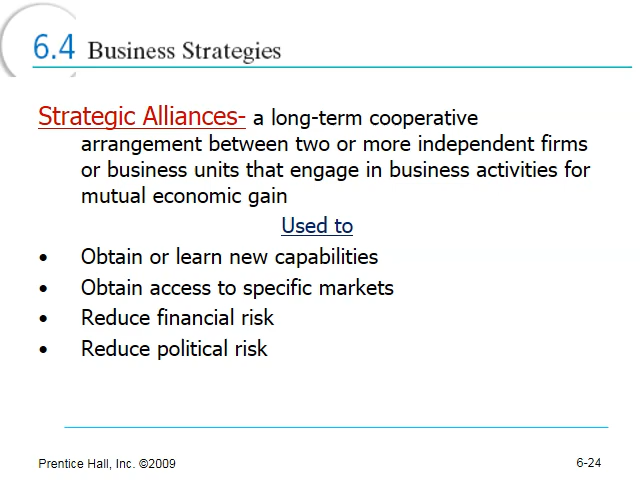 6.4 Business Strategies
Strategic Alliances- a long-term cooperative
arrangement between two or more independent firms
or business units that engage in business activities for
mutual economic gain
Used to
• Obtain or learn new capabilities
• Obtain access to specific markets
• Reduce financial risk
• Reduce political risk
Prentice Hall, Inc. ©2009
6-24